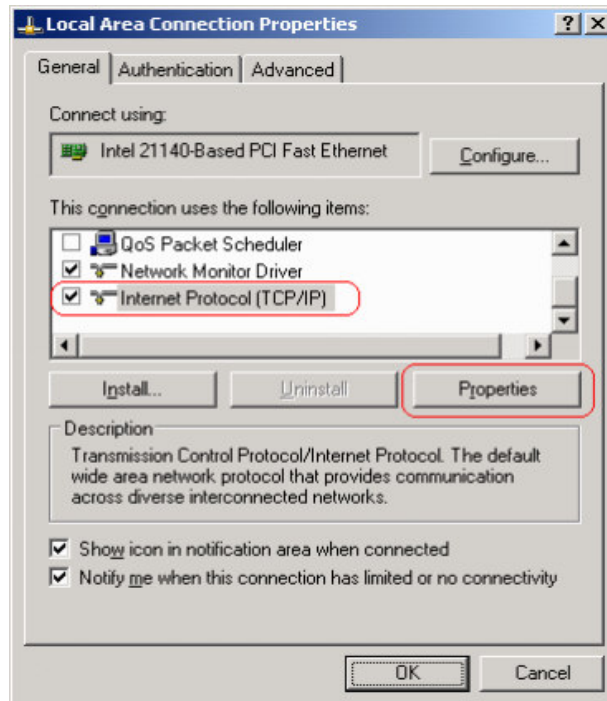 Local Area Connection Properties
General Authentication Advanced
Connect using:
Intel 21140-Based PCI Fast Ethernet
Configure...
This connection uses the following items:
QoS Packet Scheduler
Network Monitor Driver
Internet Protocol (TCP/IP)
Install... Uninstall Properties
Description
Transmission Control Protocol/Internet Protocol. The default
wide area network protocol that provides communication
across diverse interconnected networks.
Show icon in notification area when connected
Notify me when this connection has limited or no connectivity
OK Cancel